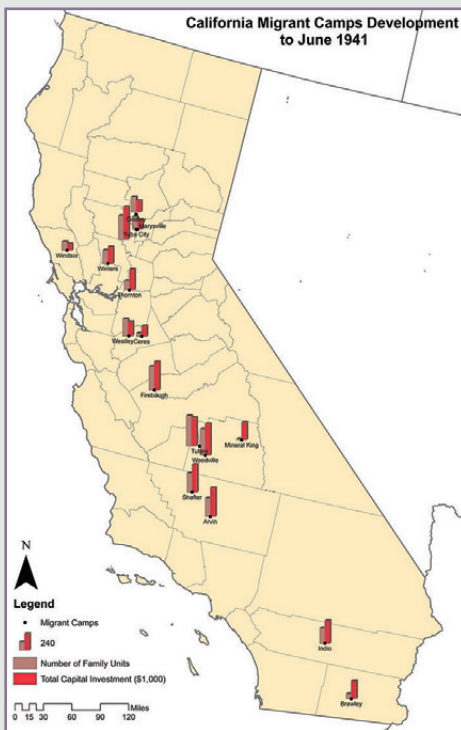 California Migrant Camps Development
to June 1941
Marysville
Yuba City
Windsor
Winters
Thornton
Westley
Ceres
Firebaugh
Mineral King
Woodville
Shafter
Arvin
Indio
Brawley
N
Legend
Migrant Camps
240
Number of Family Units
Total Capital Investment ($1,000)
Miles
0 15 30 60 90 120